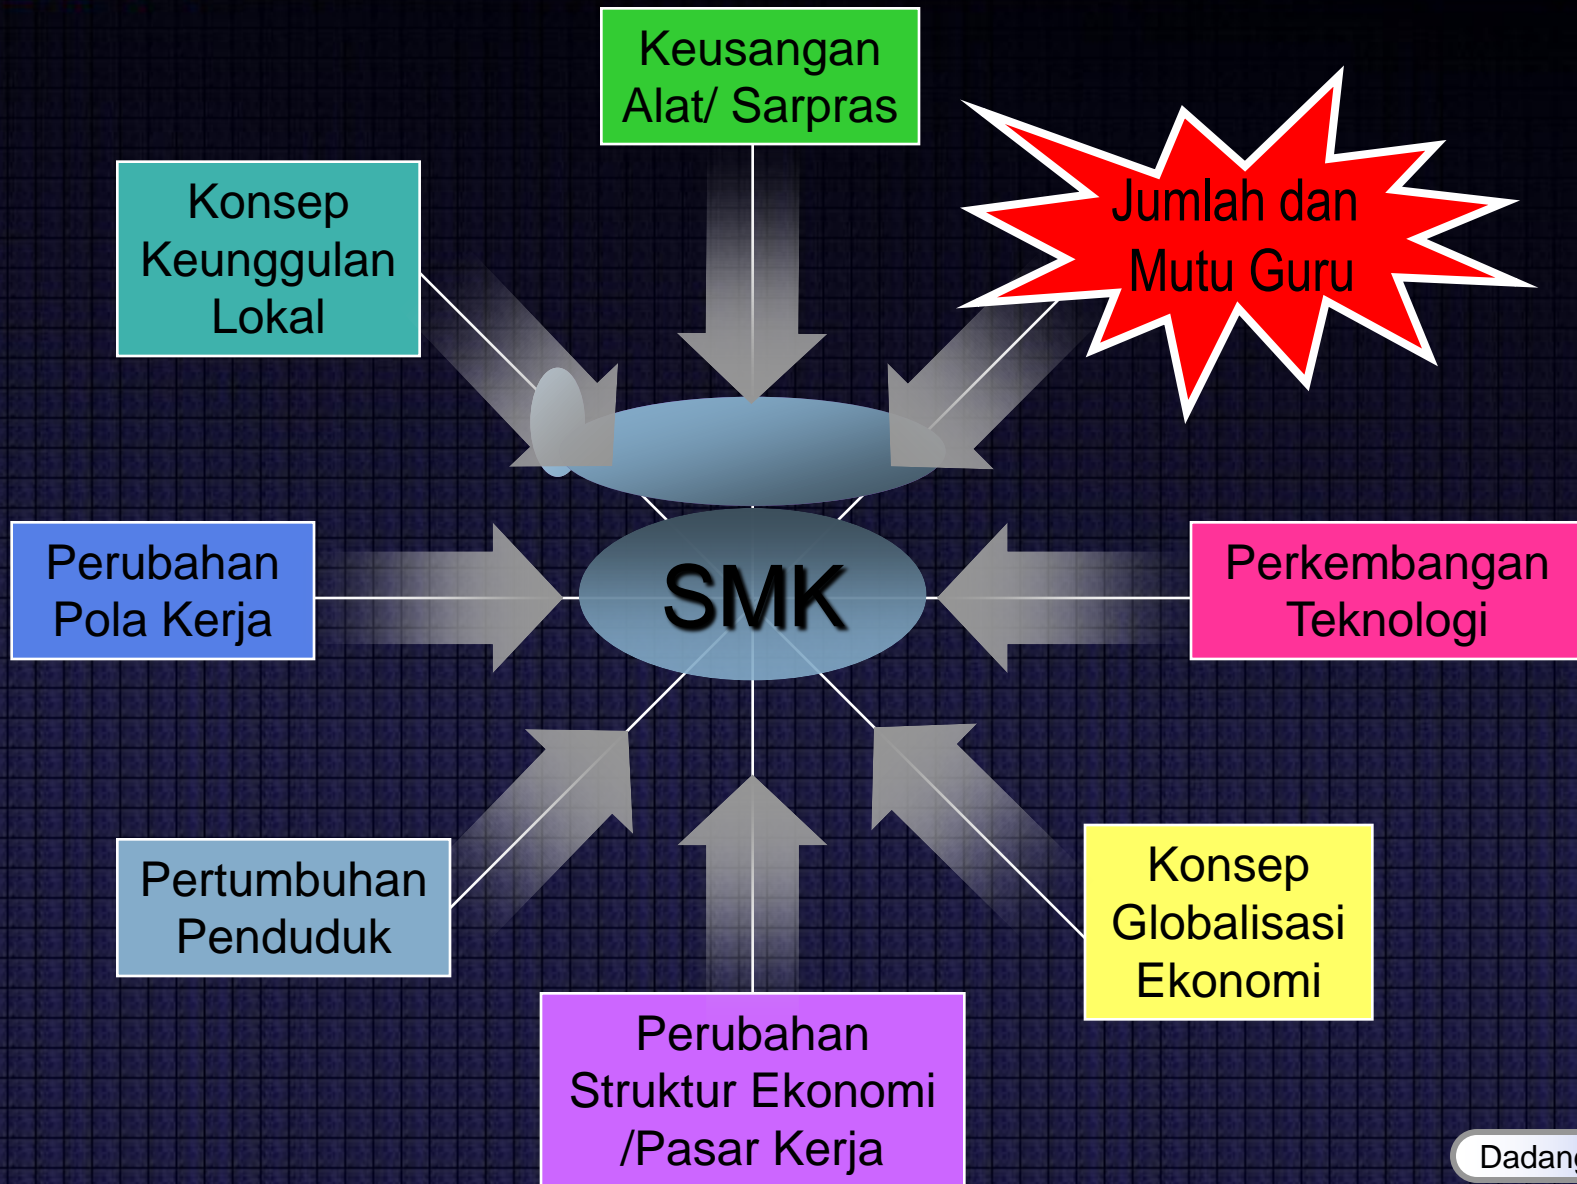 Keusangan
Alat/ Sarpras
Jumlah dan
Mutu Guru
Konsep
Keunggulan
Lokal
Perubahan
Pola Kerja
SMK
Perkembangan
Teknologi
Pertumbuhan
Penduduk
Konsep
Globalisasi
Ekonomi
Perubahan
Struktur Ekonomi
/Pasar Kerja
Dadang